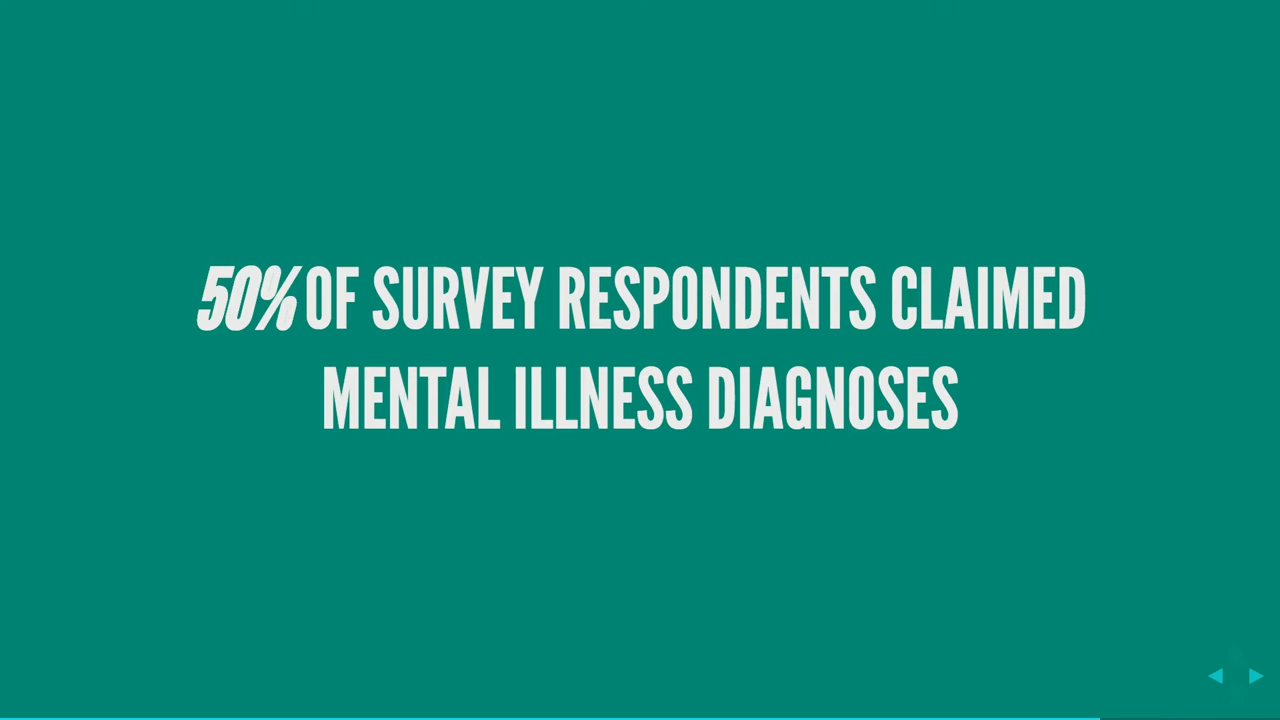 50% OF SURVEY RESPONDENTS CLAIMED
MENTAL ILLNESS DIAGNOSES